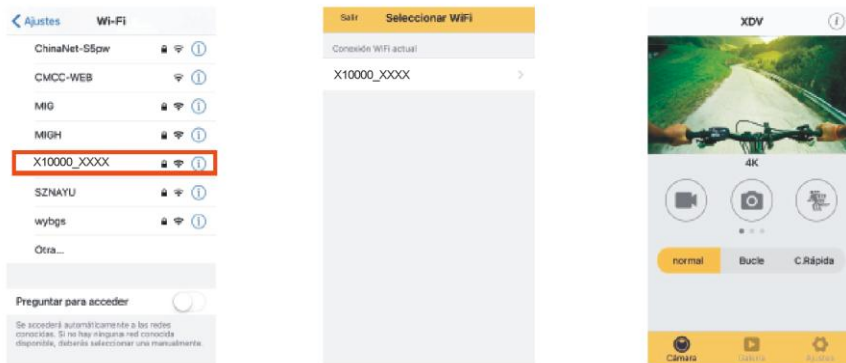 Ajustes
Wi-Fi
ChinaNet-S5pw
CMCC-WEB
MIG
MIGH
X10000_XXXX
SZNAYU
wybgs
Otra...
Preguntar para acceder
Se accederá automáticamente a las redes
conocidas. Si no hay ninguna red conocida
disponible, deberás seleccionar una manualmente.
Salir
Seleccionar WiFi
Conexión WiFi actual
X10000_XXXX
XDV
4K
normal
Bucle
C.Rápida
Cámara
Galería
Ajustes